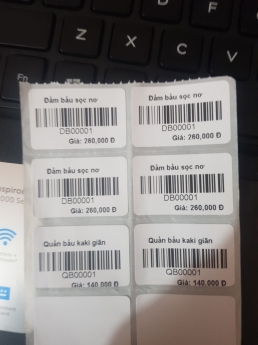 Z X C V
Fn
Đầm bầu sọc nơ Đầm bầu sọc nơ
DB00001 DB00001
Giá: 260,000 Đ Giá: 260,000 Đ
Đầm bầu sọc nơ Đầm bầu sọc nơ
DB00001 DB00001
Giá: 260,000 Đ Giá: 260,000 Đ
Quần bầu kaki giãn Quần bầu kaki giãn
QB00001 QB00001
Giá: 140,000 Đ Giá: 140,000 Đ